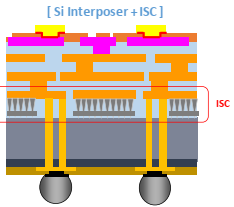 [ Si Interposer + ISC ]
ISC